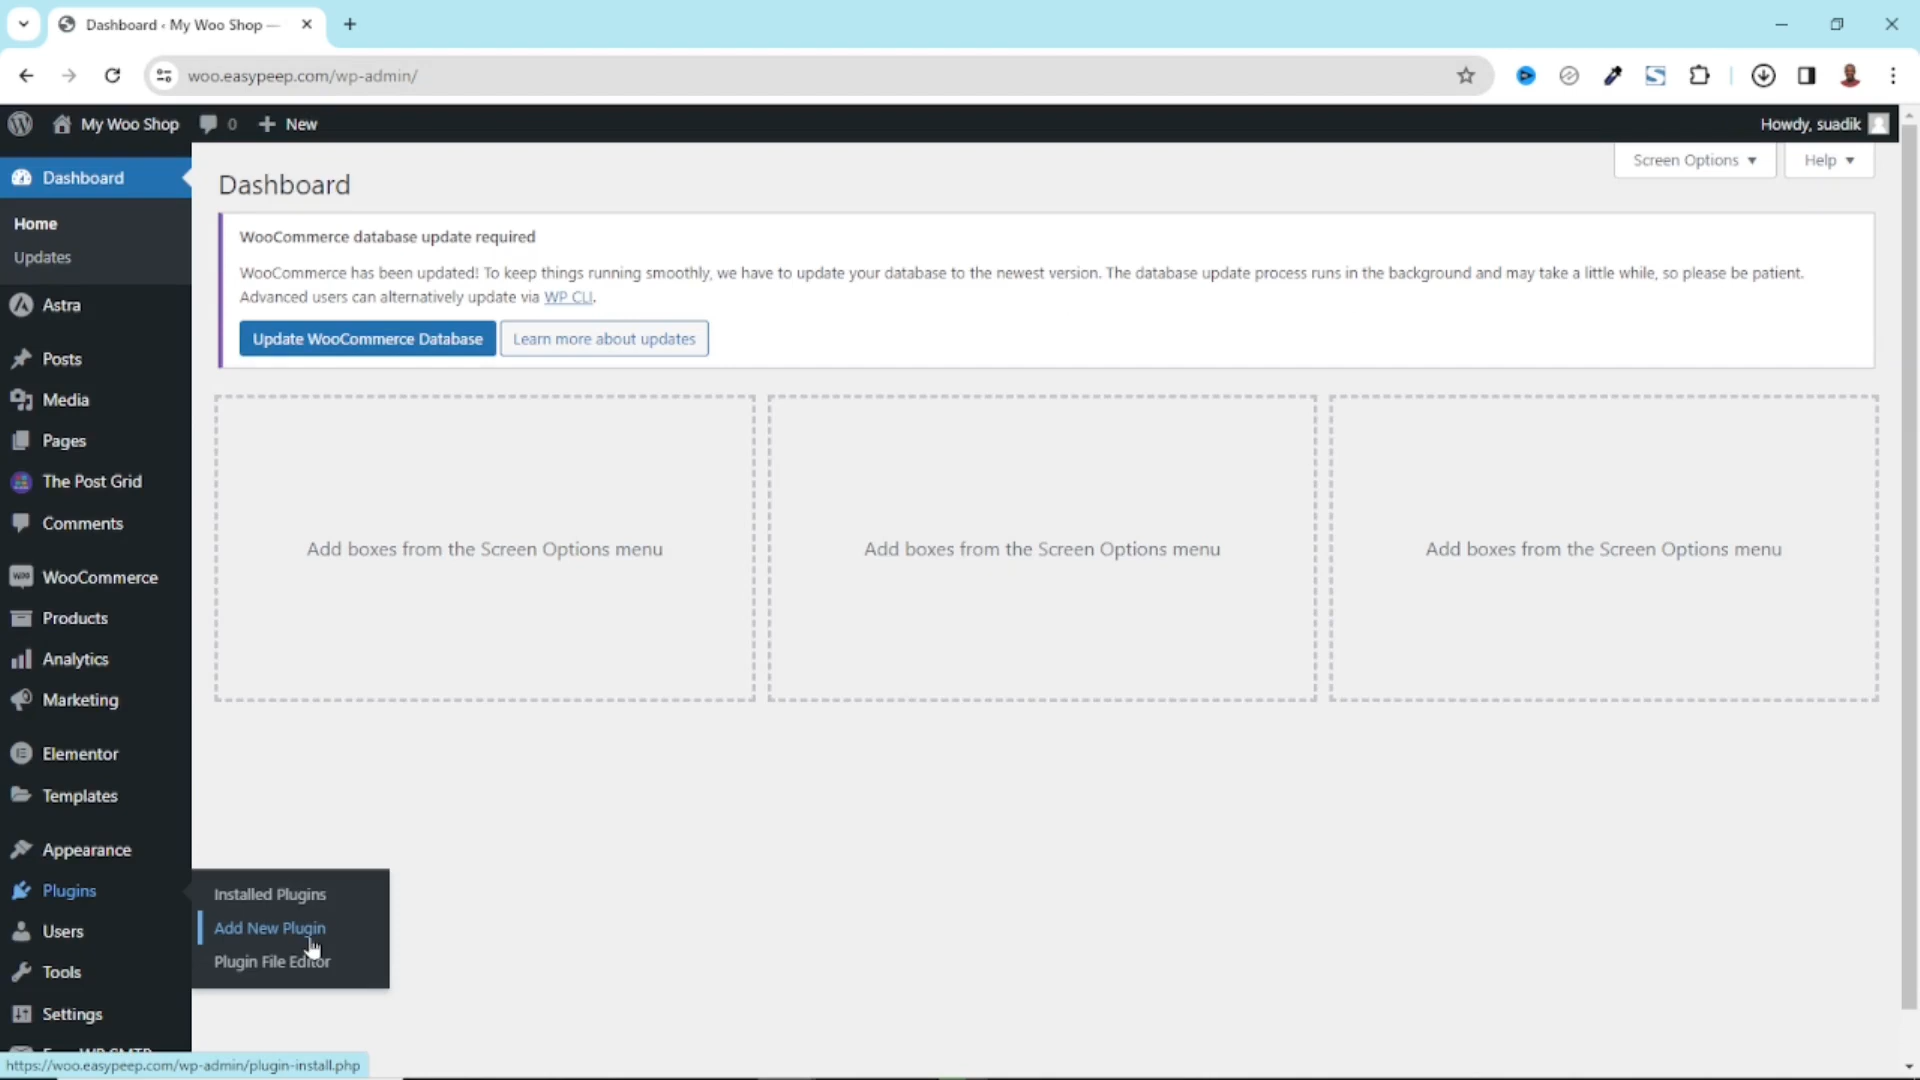 Dashboard ‹ My Woo Shop —
woo.easypeep.com/wp-admin/
My Woo Shop
0
New
Howdy, suadik
Screen Options
Help
Dashboard
Home
Updates
Astra
Posts
Media
Pages
The Post Grid
Comments
WooCommerce
Products
Analytics
Marketing
Elementor
Templates
Appearance
Plugins
Users
Tools
Settings
Installed Plugins
Add New Plugin
Plugin File Editor
Dashboard
WooCommerce database update required
WooCommerce has been updated! To keep things running smoothly, we have to update your database to the newest version. The database update process runs in the background and may take a little while, so please be patient.
Advanced users can alternatively update via WP CLI.
Update WooCommerce Database
Learn more about updates
Add boxes from the Screen Options menu
Add boxes from the Screen Options menu
Add boxes from the Screen Options menu
https://woo.easypeep.com/wp-admin/plugin-install.php